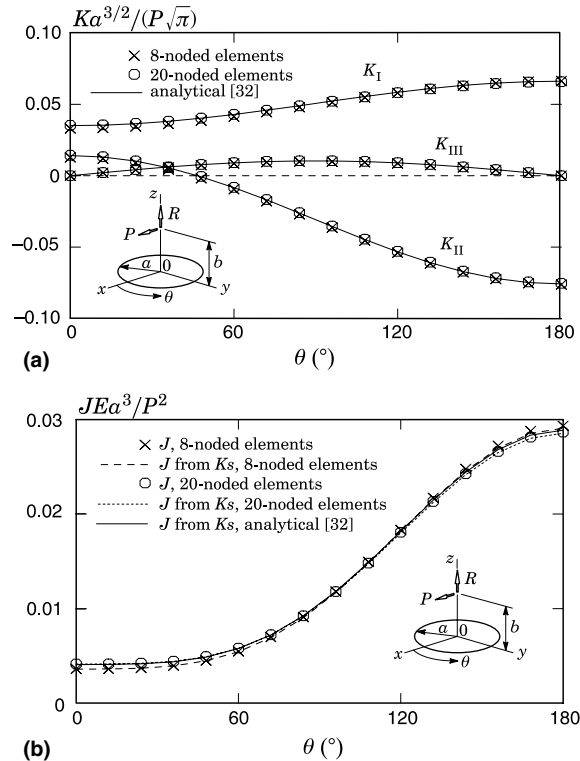 Ka^{3/2}/(P√π)
0.10
× 8-noded elements
○ 20-noded elements
— analytical [32]
K_I
0.05
K_III
0
z
R
P
a 0 b
x θ y
K_II
−0.05
−0.10
0 60 120 180
(a) θ (°)
JEa^3/P^2
0.03
× J, 8-noded elements
--- J from Ks, 8-noded elements
○ J, 20-noded elements
····· J from Ks, 20-noded elements
— J from Ks, analytical [32]
0.02
z
R
P
0.01
a 0 b
x θ y
0
0 60 120 180
(b) θ (°)